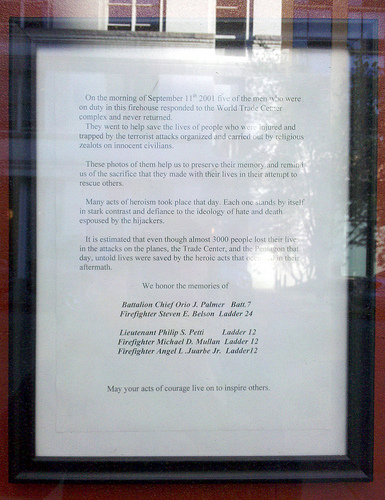 On the morning of September 11th 2001 five of the men who were
on duty in this firehouse responded to the World Trade Center
complex and never returned.
They went to help save the lives of people who were injured and
trapped by the terrorist attacks organized and carried out by religious
zealots on innocent civilians.
These photos of them help us to preserve their memory and remind
us of the sacrifice that they made with their lives in their attempt to
rescue others.
Many acts of heroism took place that day. Each one stands by itself
in stark contrast and defiance to the ideology of hate and death
espoused by the hijackers.
It is estimated that even though almost 3000 people lost their live
in the attacks on the planes, the Trade Center, and the Pentagon that
day, untold lives were saved by the heroic acts that in their
aftermath.
We honor the memories of
Battalion Chief Orio J. Palmer Batt.7
Firefighter Steven E. Belson Ladder 24
Lieutenant Philip S. Petti Ladder 12
Firefighter Michael D. Mullan Ladder 12
Firefighter Angel L .Juarbe Jr. Ladder12
May your acts of courage live on to inspire others.